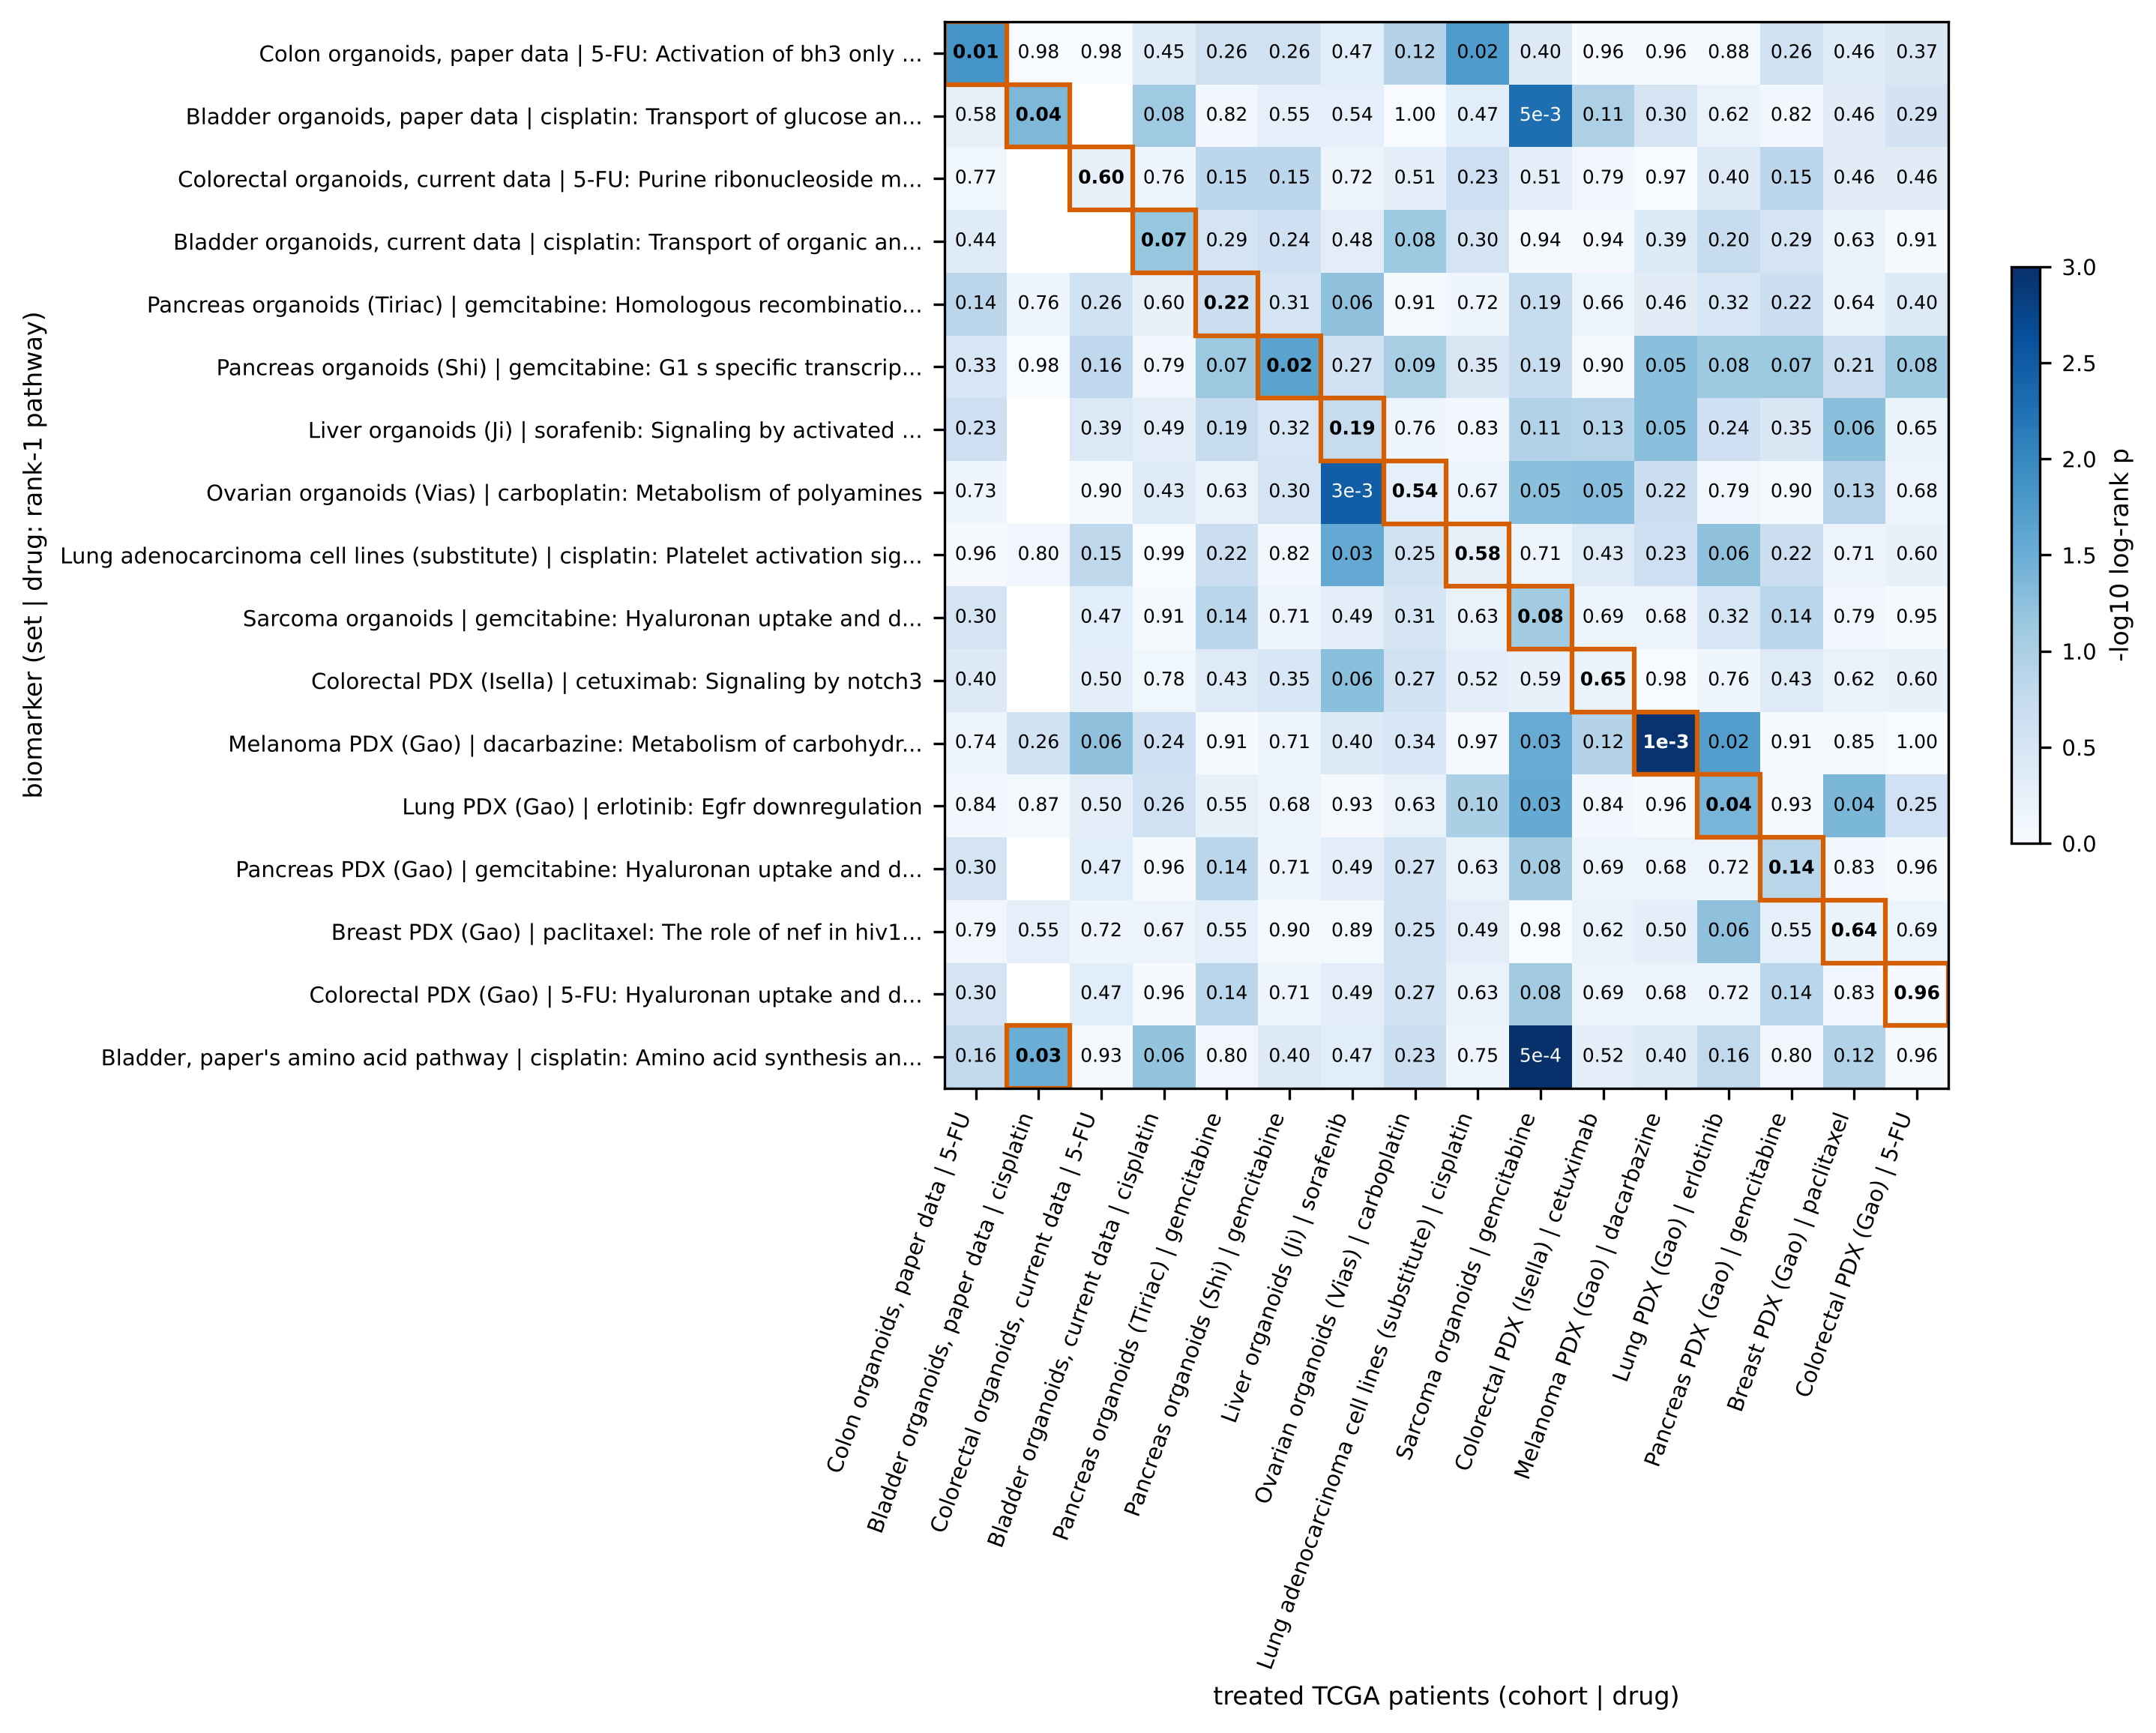 Colon organoids, paper data | 5-FU: Activation of bh3 only ... 0.01 0.98 0.98 0.45 0.26 0.26 0.47 0.12 0.02 0.40 0.96 0.96 0.88 0.26 0.46 0.37
Bladder organoids, paper data | cisplatin: Transport of glucose an... 0.58 0.04 0.08 0.82 0.55 0.54 1.00 0.47 5e-3 0.11 0.30 0.62 0.82 0.46 0.29
Colorectal organoids, current data | 5-FU: Purine ribonucleoside m... 0.77 0.60 0.76 0.15 0.15 0.72 0.51 0.23 0.51 0.79 0.97 0.40 0.15 0.46 0.46
Bladder organoids, current data | cisplatin: Transport of organic an... 0.44 0.07 0.29 0.24 0.48 0.08 0.30 0.94 0.94 0.39 0.20 0.29 0.63 0.91
Pancreas organoids (Tiriac) | gemcitabine: Homologous recombinatio... 0.14 0.76 0.26 0.60 0.22 0.31 0.06 0.91 0.72 0.19 0.66 0.46 0.32 0.22 0.64 0.40
Pancreas organoids (Shi) | gemcitabine: G1 s specific transcrip... 0.33 0.98 0.16 0.79 0.07 0.02 0.27 0.09 0.35 0.19 0.90 0.05 0.08 0.07 0.21 0.08
Liver organoids (Ji) | sorafenib: Signaling by activated ... 0.23 0.39 0.49 0.19 0.32 0.19 0.76 0.83 0.11 0.13 0.05 0.24 0.35 0.06 0.65
Ovarian organoids (Vias) | carboplatin: Metabolism of polyamines 0.73 0.90 0.43 0.63 0.30 3e-3 0.54 0.67 0.05 0.05 0.22 0.79 0.90 0.13 0.68
Lung adenocarcinoma cell lines (substitute) | cisplatin: Platelet activation sig... 0.96 0.80 0.15 0.99 0.22 0.82 0.03 0.25 0.58 0.71 0.43 0.23 0.06 0.22 0.71 0.60
Sarcoma organoids | gemcitabine: Hyaluronan uptake and d... 0.30 0.47 0.91 0.14 0.71 0.49 0.31 0.63 0.08 0.69 0.68 0.32 0.14 0.79 0.95
Colorectal PDX (Isella) | cetuximab: Signaling by notch3 0.40 0.50 0.78 0.43 0.35 0.06 0.27 0.52 0.59 0.65 0.98 0.76 0.43 0.62 0.60
Melanoma PDX (Gao) | dacarbazine: Metabolism of carbohydr... 0.74 0.26 0.06 0.24 0.91 0.71 0.40 0.34 0.97 0.03 0.12 1e-3 0.02 0.91 0.85 1.00
Lung PDX (Gao) | erlotinib: Egfr downregulation 0.84 0.87 0.50 0.26 0.55 0.68 0.93 0.63 0.10 0.03 0.84 0.96 0.04 0.93 0.04 0.25
Pancreas PDX (Gao) | gemcitabine: Hyaluronan uptake and d... 0.30 0.47 0.96 0.14 0.71 0.49 0.27 0.63 0.08 0.69 0.68 0.72 0.14 0.83 0.96
Breast PDX (Gao) | paclitaxel: The role of nef in hiv1... 0.79 0.55 0.72 0.67 0.55 0.90 0.89 0.25 0.49 0.98 0.62 0.50 0.06 0.55 0.64 0.69
Colorectal PDX (Gao) | 5-FU: Hyaluronan uptake and d... 0.30 0.47 0.96 0.14 0.71 0.49 0.27 0.63 0.08 0.69 0.68 0.72 0.14 0.83 0.96
Bladder, paper's amino acid pathway | cisplatin: Amino acid synthesis an... 0.16 0.03 0.93 0.06 0.80 0.40 0.47 0.23 0.75 5e-4 0.52 0.40 0.16 0.80 0.12 0.96
biomarker (set | drug: rank-1 pathway)
Colon organoids, paper data | 5-FU
Bladder organoids, paper data | cisplatin
Colorectal organoids, current data | 5-FU
Bladder organoids, current data | cisplatin
Pancreas organoids (Tiriac) | gemcitabine
Pancreas organoids (Shi) | gemcitabine
Liver organoids (Ji) | sorafenib
Ovarian organoids (Vias) | carboplatin
Lung adenocarcinoma cell lines (substitute) | cisplatin
Sarcoma organoids | gemcitabine
Colorectal PDX (Isella) | cetuximab
Melanoma PDX (Gao) | dacarbazine
Lung PDX (Gao) | erlotinib
Pancreas PDX (Gao) | gemcitabine
Breast PDX (Gao) | paclitaxel
Colorectal PDX (Gao) | 5-FU
treated TCGA patients (cohort | drug)
3.0
2.5
2.0
1.5
1.0
0.5
0.0
-log10 log-rank p